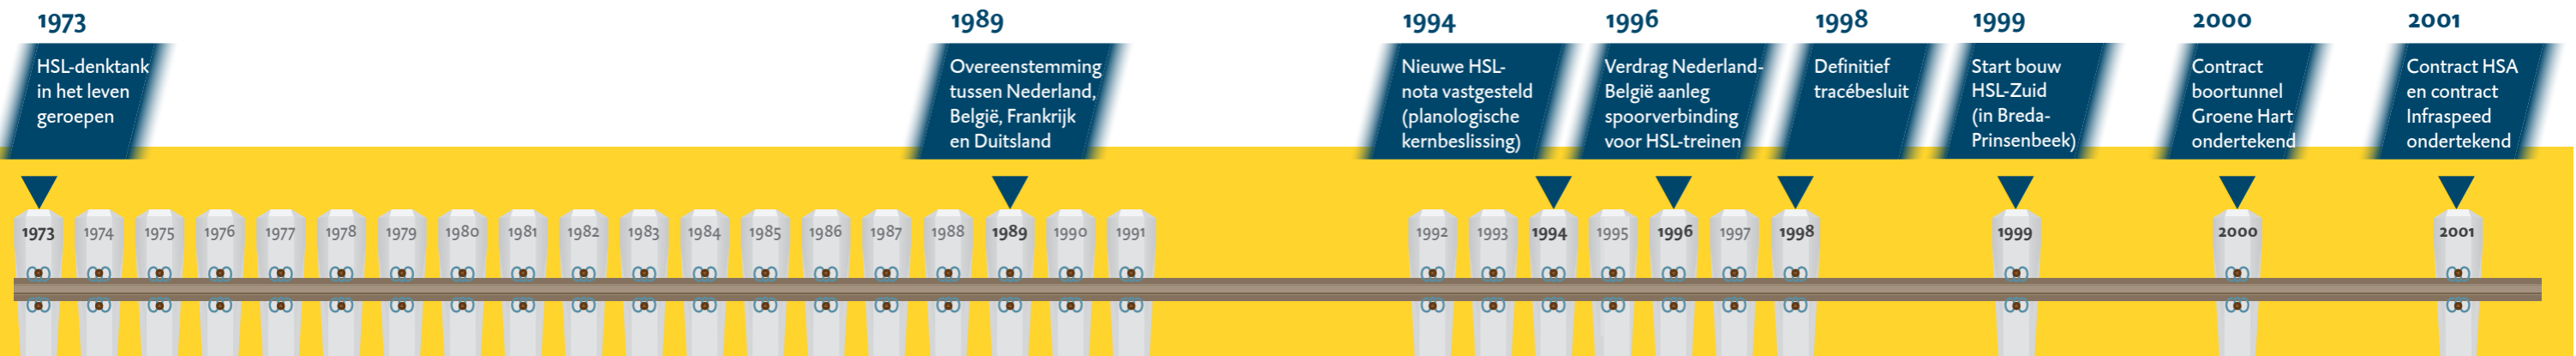 1973
HSL-denktank
in het leven
geroepen
1989
Overeenstemming
tussen Nederland,
België, Frankrijk
en Duitsland
1994
Nieuwe HSL-
nota vastgesteld
(planologische
kernbeslissing)
1996
Verdrag Nederland-
België aanleg
spoorverbinding
voor HSL-treinen
1998
Definitief
tracébesluit
1999
Start bouw
HSL-Zuid
(in Breda-
Prinsenbeek)
2000
Contract
boortunnel
Groene Hart
ondertekend
2001
Contract HSA
en contract
Infraspeed
ondertekend
1973 1974 1975 1976 1977 1978 1979 1980 1981 1982 1983 1984 1985 1986 1987 1988 1989 1990 1991 1992 1993 1994 1995 1996 1997 1998 1999 2000 2001